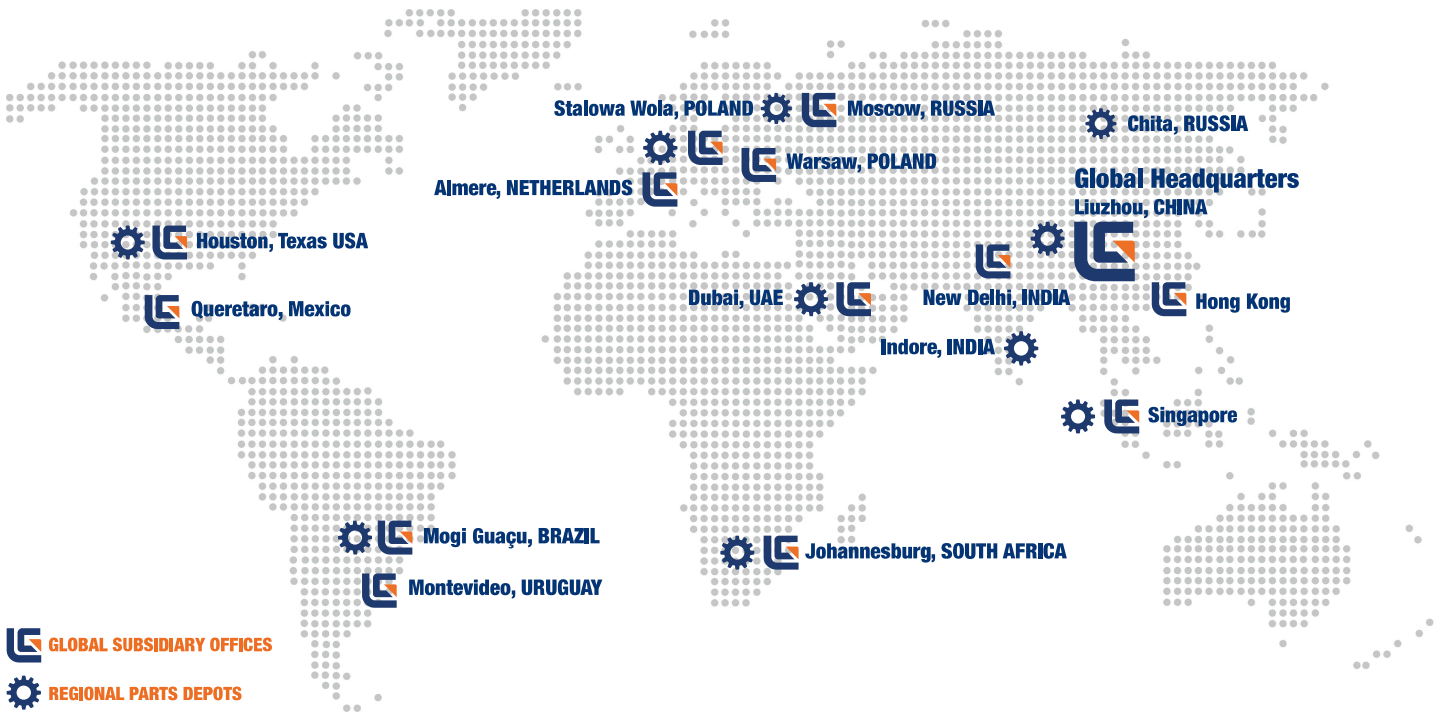 Stalowa Wola, POLAND
Moscow, RUSSIA
Chita, RUSSIA
Warsaw, POLAND
Almere, NETHERLANDS
Global Headquarters
Liuzhou, CHINA
Houston, Texas USA
Queretaro, Mexico
Dubai, UAE
New Delhi, INDIA
Hong Kong
Indore, INDIA
Singapore
Mogi Guaçu, BRAZIL
Johannesburg, SOUTH AFRICA
Montevideo, URUGUAY
GLOBAL SUBSIDIARY OFFICES
REGIONAL PARTS DEPOTS